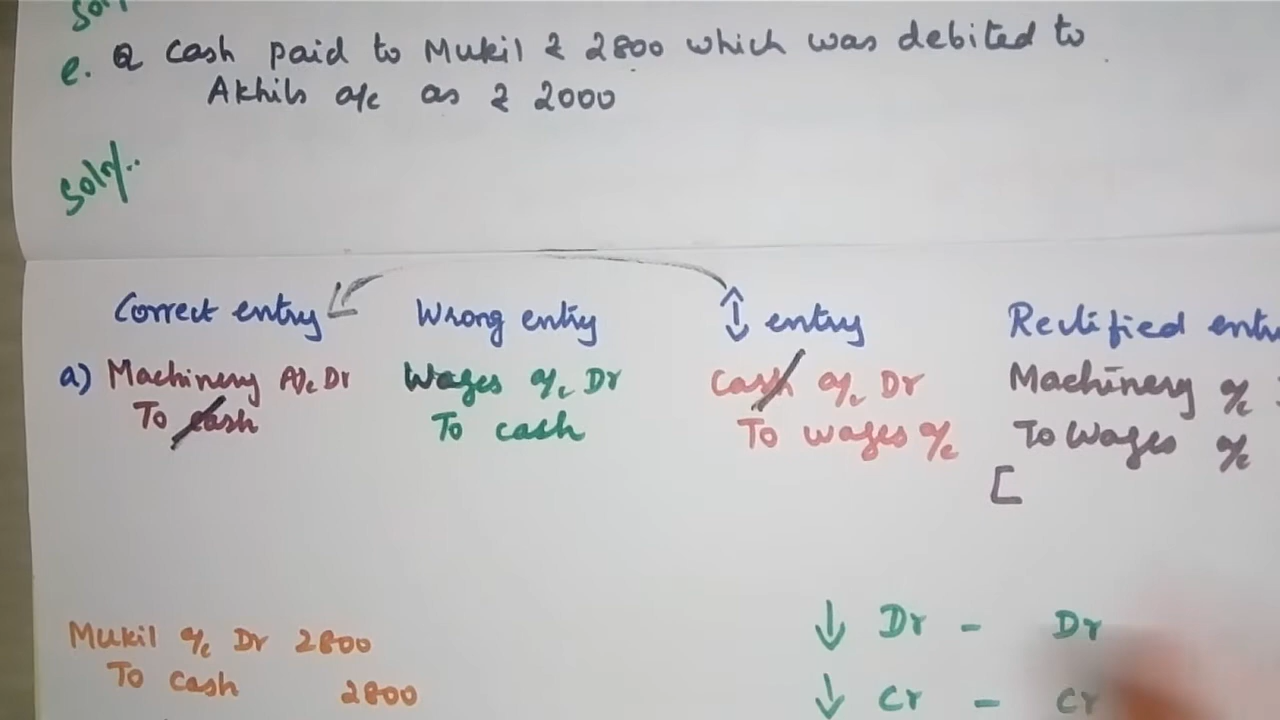 Soln
e. a Cash paid to Mukil ₹ 2800 which was debited to
Akhils a/c as ₹ 2000
Soln..
Correct entry
Wrong entry
↑↓ entry
Rectified ent
a) Machinery A/c Dr
To cash
Wages a/c Dr
To cash
Cash a/c Dr
To wages a/c
Machinery a/c
To Wages a/c
[
Mukil a/c Dr 2800
To cash 2800
↓ Dr - Dr
↓ Cr - Cr